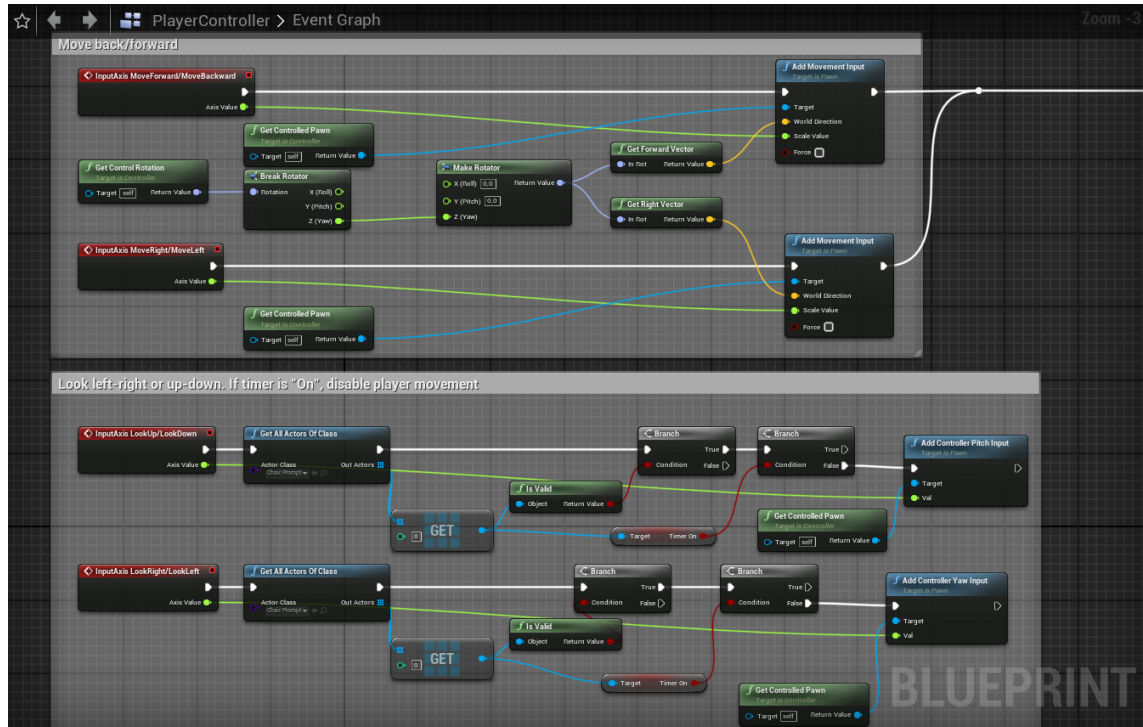 PlayerController > Event Graph
Zoom -3
Move back/forward
InputAxis MoveForward/MoveBackward
Axis Value
Add Movement Input
Target is Pawn
Target
World Direction
Scale Value
Force
Get Controlled Pawn
Target is Controller
Target self Return Value
Get Control Rotation
Target is Controller
Target self Return Value
Break Rotator
Rotation X (Roll)
Y (Pitch)
Z (Yaw)
Make Rotator
X (Roll) 0,0 Return Value
Y (Pitch) 0,0
Z (Yaw)
Get Forward Vector
In Rot Return Value
Get Right Vector
In Rot Return Value
InputAxis MoveRight/MoveLeft
Axis Value
Add Movement Input
Target is Pawn
Target
World Direction
Scale Value
Force
Get Controlled Pawn
Target is Controller
Target self Return Value
Look left-right or up-down. If timer is "On", disable player movement
InputAxis LookUp/LookDown
Axis Value
Get All Actors Of Class
Actor Class Out Actors
Chair Prompt
Branch
True
Condition False
Branch
True
Condition False
Add Controller Pitch Input
Target is Pawn
Target
Val
Is Valid
Object Return Value
0 GET
Target Timer On
Get Controlled Pawn
Target is Controller
Target self Return Value
InputAxis LookRight/LookLeft
Axis Value
Get All Actors Of Class
Actor Class Out Actors
Chair Prompt
Branch
True
Condition False
Branch
True
Condition False
Add Controller Yaw Input
Target is Pawn
Target
Val
Is Valid
Object Return Value
0 GET
Target Timer On
Get Controlled Pawn
Target is Controller
Target self Return Value
BLUEPRINT